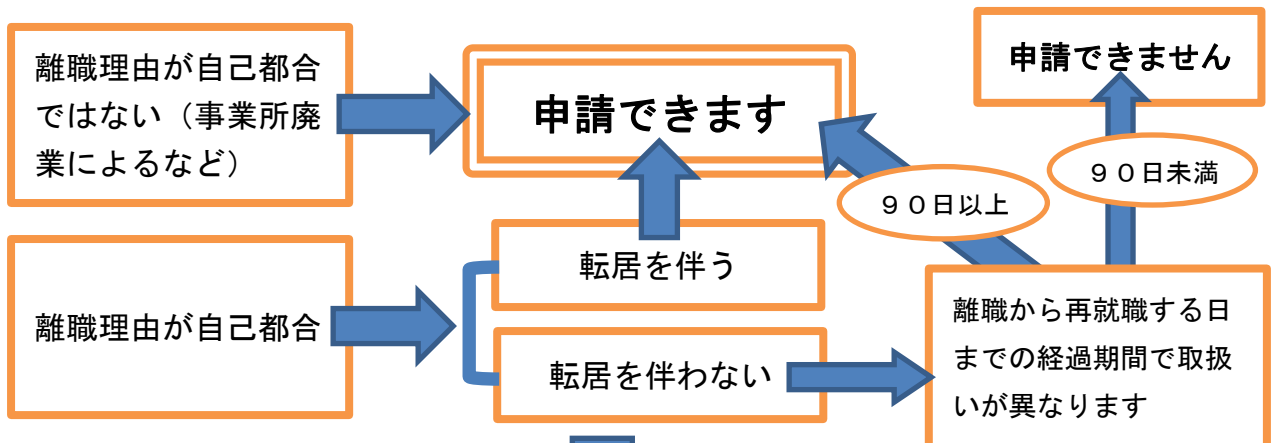 離職理由が自己都合
ではない（事業所廃
業によるなど）
申請できます
申請できません
９０日以上
９０日未満
離職理由が自己都合
転居を伴う
転居を伴わない
離職から再就職する日
までの経過期間で取扱
いが異なります